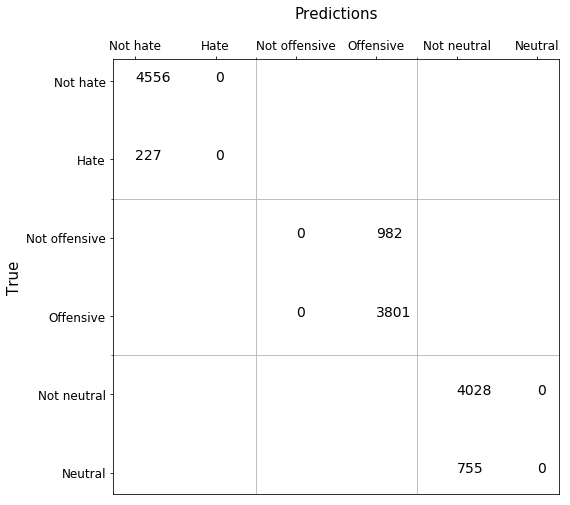 Predictions
Not hate Hate Not offensive Offensive Not neutral Neutral
Not hate 4556 0
Hate 227 0
Not offensive 0 982
True
Offensive 0 3801
Not neutral 4028 0
Neutral 755 0